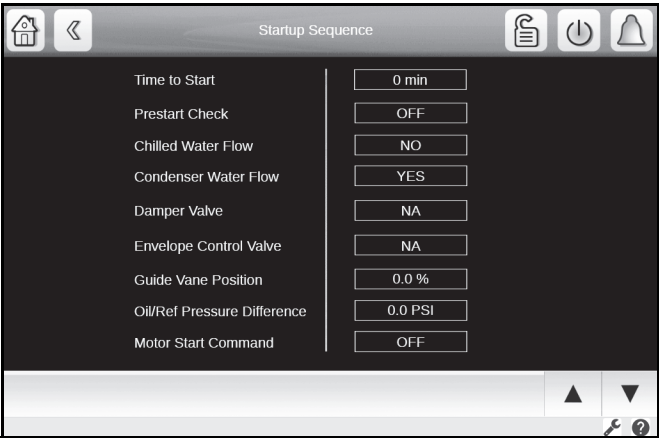 Startup Sequence
Time to Start 0 min
Prestart Check OFF
Chilled Water Flow NO
Condenser Water Flow YES
Damper Valve NA
Envelope Control Valve NA
Guide Vane Position 0.0 %
Oil/Ref Pressure Difference 0.0 PSI
Motor Start Command OFF
?